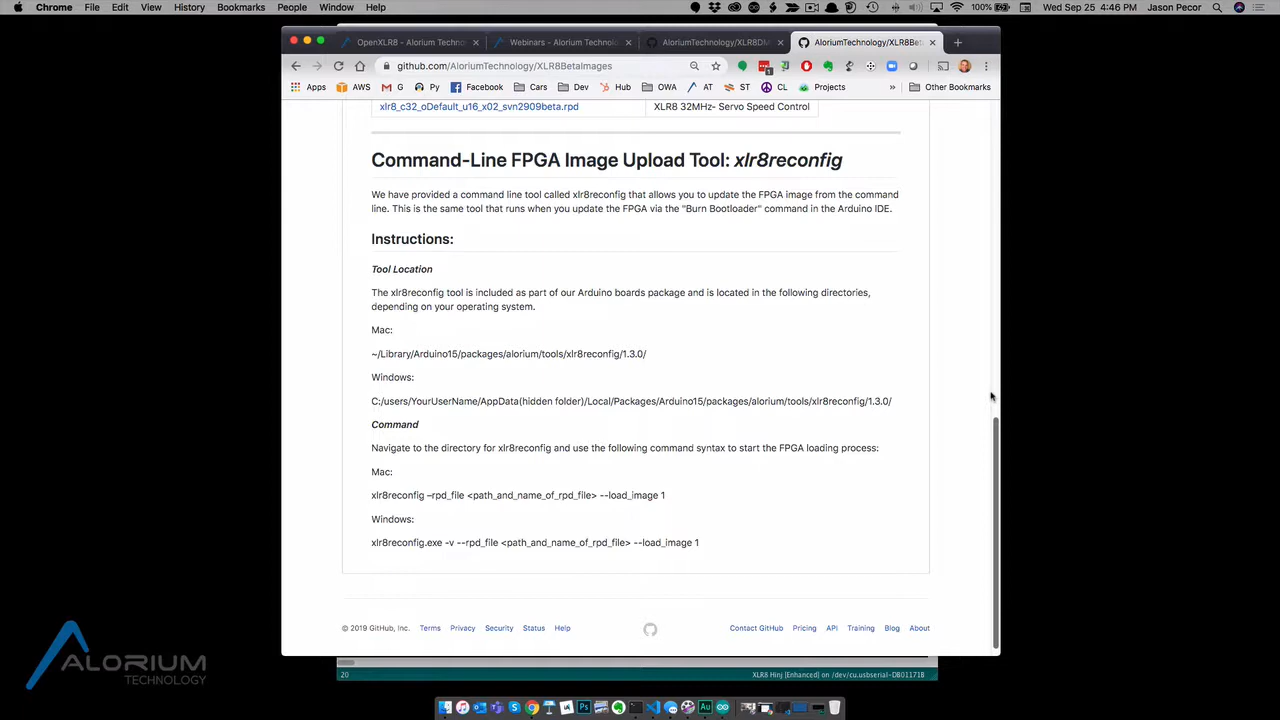 Chrome File Edit View History Bookmarks People Window Help 100% Wed Sep 25 4:46 PM Jason Pecor
OpenXLR8 - Alorium Techno Webinars - Alorium Technolo AloriumTechnology/XLR8DM AloriumTechnology/XLR8Be
github.com/AloriumTechnology/XLR8BetaImages
Apps AWS G Py Facebook Cars Dev Hub OWA AT ST CL Projects » Other Bookmarks
xlr8_c32_oDefault_u16_x02_svn2909beta.rpd XLR8 32MHz- Servo Speed Control
Command-Line FPGA Image Upload Tool: xlr8reconfig
We have provided a command line tool called xlr8reconfig that allows you to update the FPGA image from the command
line. This is the same tool that runs when you update the FPGA via the "Burn Bootloader" command in the Arduino IDE.
Instructions:
Tool Location
The xlr8reconfig tool is included as part of our Arduino boards package and is located in the following directories,
depending on your operating system.
Mac:
~/Library/Arduino15/packages/alorium/tools/xlr8reconfig/1.3.0/
Windows:
C:/users/YourUserName/AppData(hidden folder)/Local/Packages/Arduino15/packages/alorium/tools/xlr8reconfig/1.3.0/
Command
Navigate to the directory for xlr8reconfig and use the following command syntax to start the FPGA loading process:
Mac:
xlr8reconfig –rpd_file <path_and_name_of_rpd_file> --load_image 1
Windows:
xlr8reconfig.exe -v --rpd_file <path_and_name_of_rpd_file> --load_image 1
© 2019 GitHub, Inc. Terms Privacy Security Status Help Contact GitHub Pricing API Training Blog About
ALORIUM
TECHNOLOGY
20 XLR8 Hinj [Enhanced] on /dev/cu.usbserial-DB011718